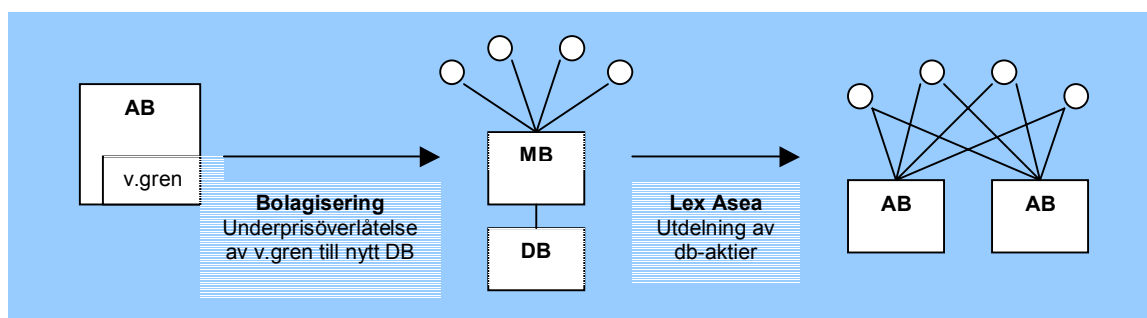 AB
v.gren
Bolagisering
Underprisöverlåtelse
av v.gren till nytt DB
MB
DB
Lex Asea
Utdelning av
db-aktier
AB
AB